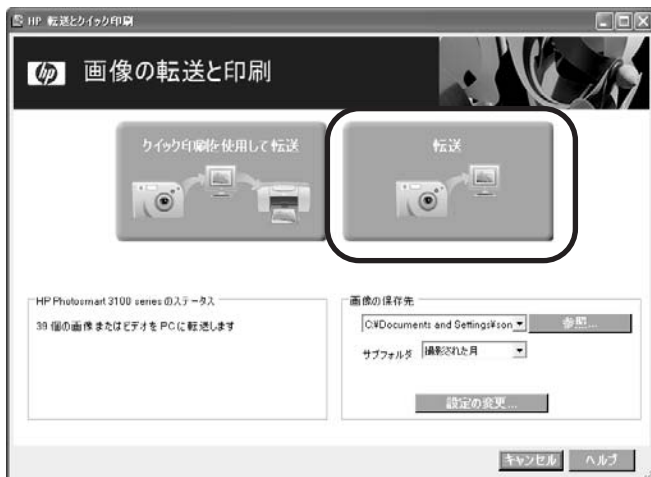 HP 転送とクイック印刷
hp 画像の転送と印刷
クイック印刷を使用して転送
転送
HP Photosmart 3100 series のステータス
39 個の画像またはビデオを PC に転送します
画像の保存先
C:¥Documents and Settings¥son
参照...
サブフォルダ 撮影された月
設定の変更...
キャンセル
ヘルプ